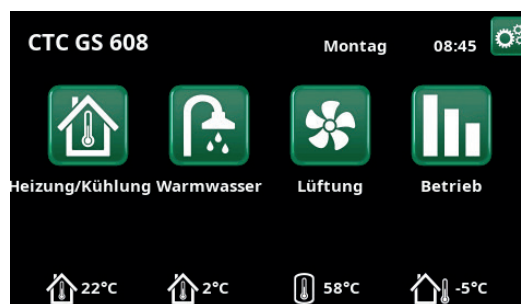 CTC GS 608 Montag 08:45
Heizung/Kühlung Warmwasser Lüftung Betrieb
22°C 2°C 58°C -5°C